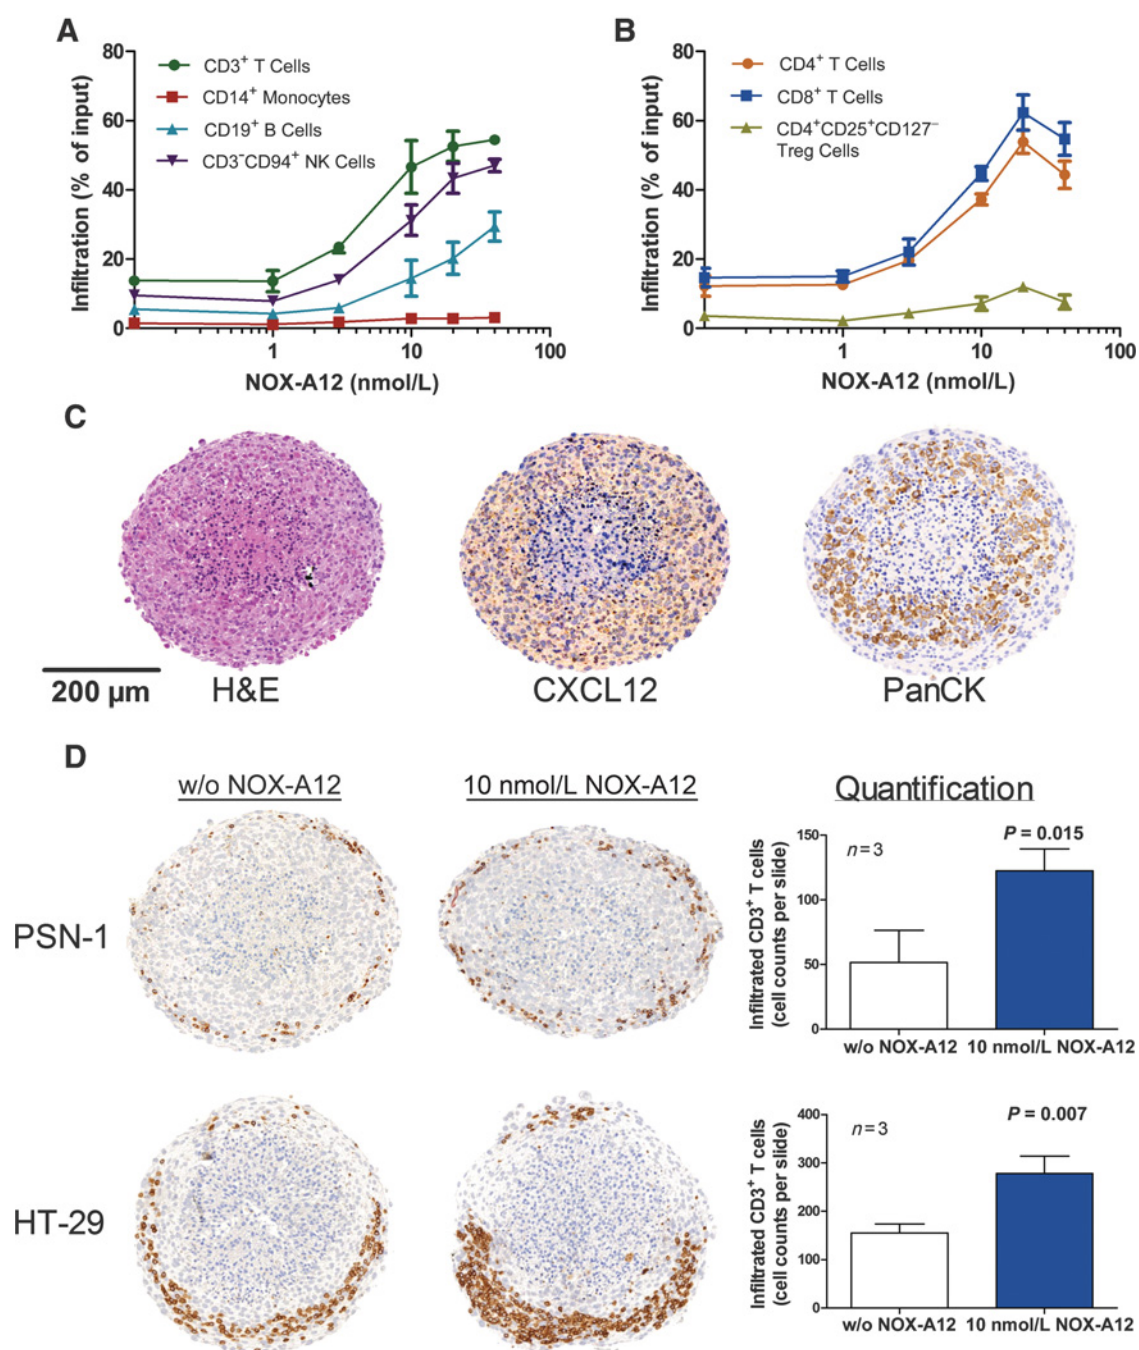 A
80
60
40
20
0
Infiltration (% of input)
CD3⁺ T Cells
CD14⁺ Monocytes
CD19⁺ B Cells
CD3⁻CD94⁺ NK Cells
1
10
100
NOX-A12 (nmol/L)
B
80
60
40
20
0
Infiltration (% of input)
CD4⁺ T Cells
CD8⁺ T Cells
CD4⁺CD25⁺CD127⁻
Treg Cells
1
10
100
NOX-A12 (nmol/L)
C
200 µm
H&E
CXCL12
PanCK
D
w/o NOX-A12
10 nmol/L NOX-A12
Quantification
PSN-1
Infiltrated CD3⁺ T cells
(cell counts per slide)
150
100
50
0
n=3
P = 0.015
w/o NOX-A12
10 nmol/L NOX-A12
HT-29
Infiltrated CD3⁺ T cells
(cell counts per slide)
400
300
200
100
0
n=3
P = 0.007
w/o NOX-A12
10 nmol/L NOX-A12